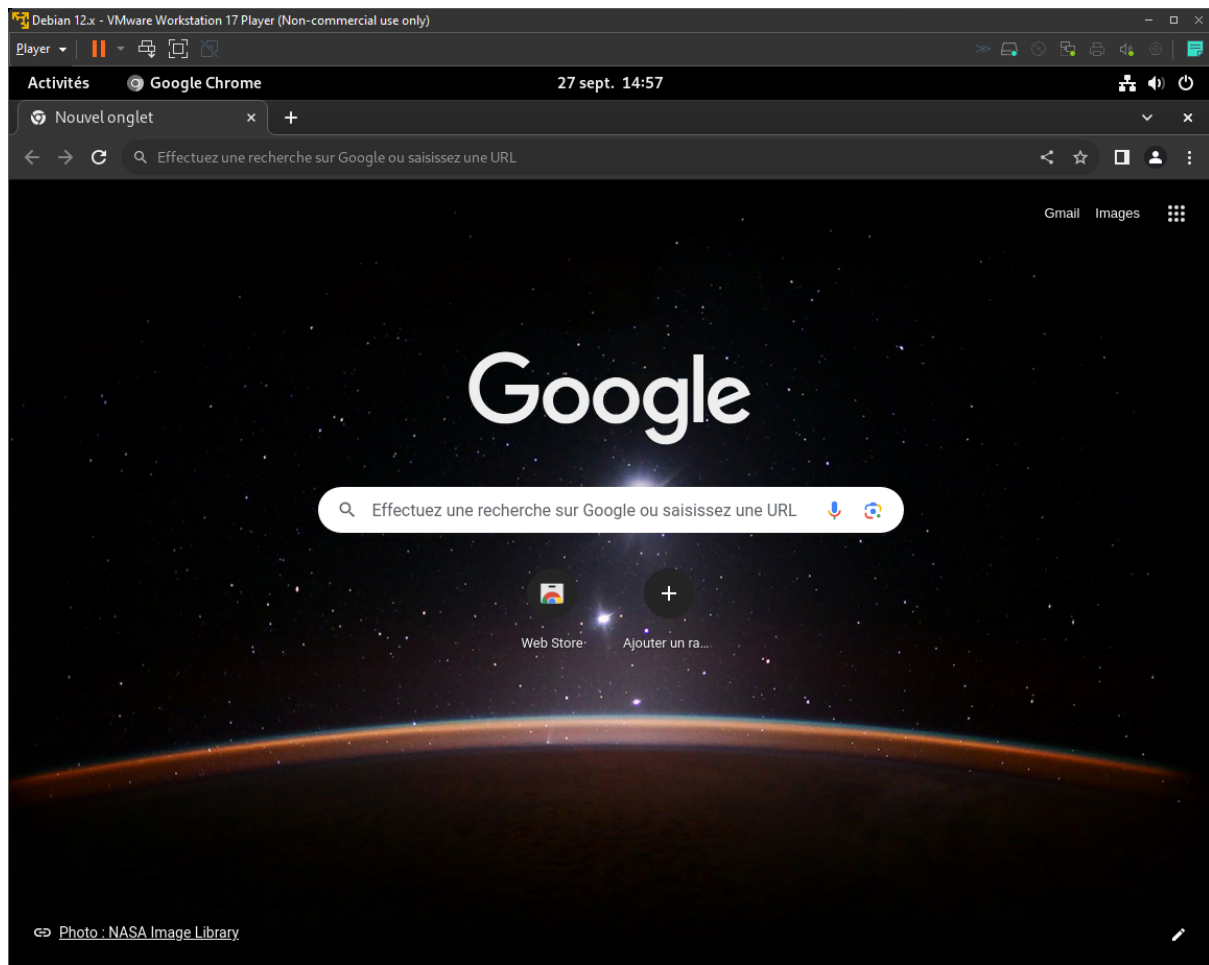 Debian 12.x - VMware Workstation 17 Player (Non-commercial use only)
Player
Activités Google Chrome 27 sept. 14:57
Nouvel onglet
Effectuez une recherche sur Google ou saisissez une URL
Gmail Images
Google
Effectuez une recherche sur Google ou saisissez une URL
Web Store Ajouter un ra...
Photo : NASA Image Library